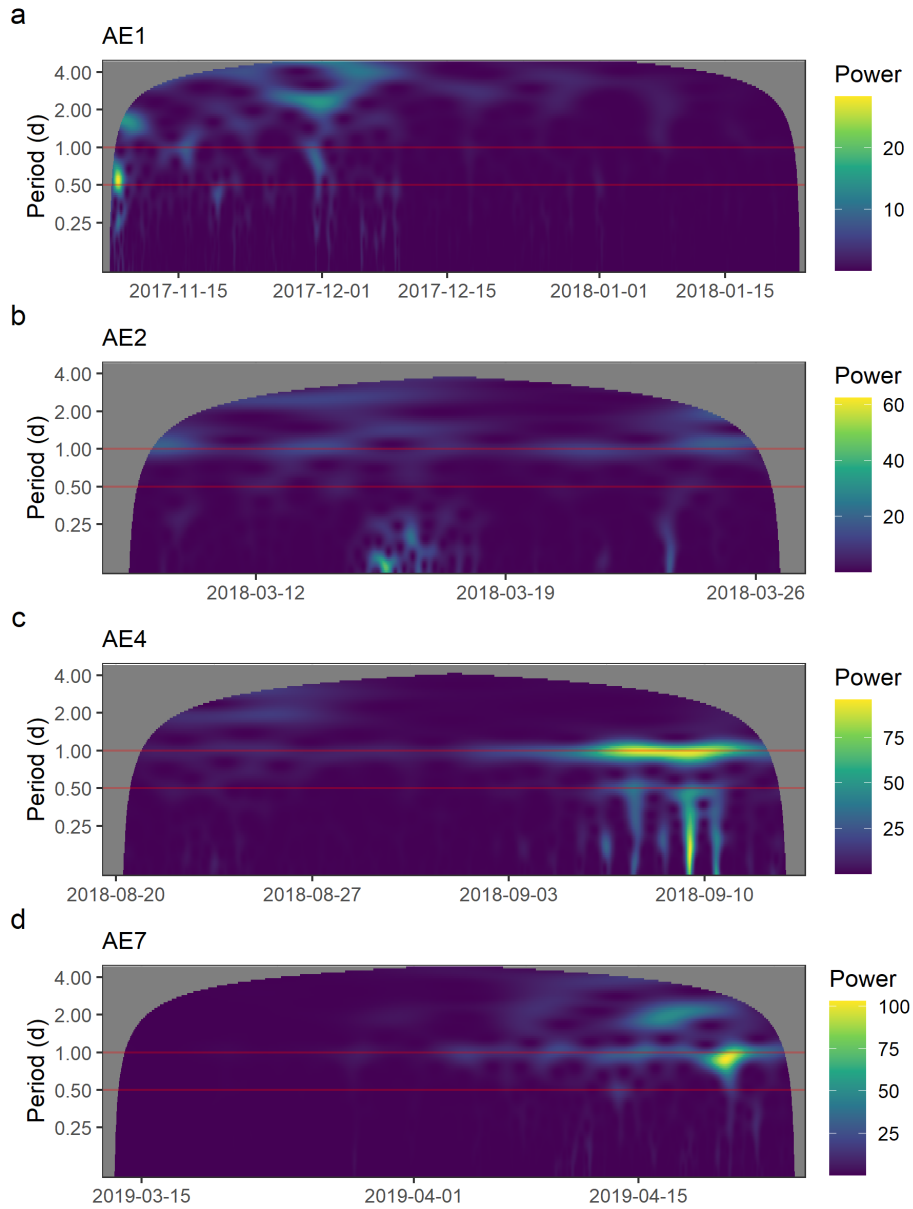 a
AE1
Period (d)
4.00
2.00
1.00
0.50
0.25
2017-11-15 2017-12-01 2017-12-15 2018-01-01 2018-01-15
Power
20
10
b
AE2
Period (d)
4.00
2.00
1.00
0.50
0.25
2018-03-12 2018-03-19 2018-03-26
Power
60
40
20
c
AE4
Period (d)
4.00
2.00
1.00
0.50
0.25
2018-08-20 2018-08-27 2018-09-03 2018-09-10
Power
75
50
25
d
AE7
Period (d)
4.00
2.00
1.00
0.50
0.25
2019-03-15 2019-04-01 2019-04-15
Power
100
75
50
25